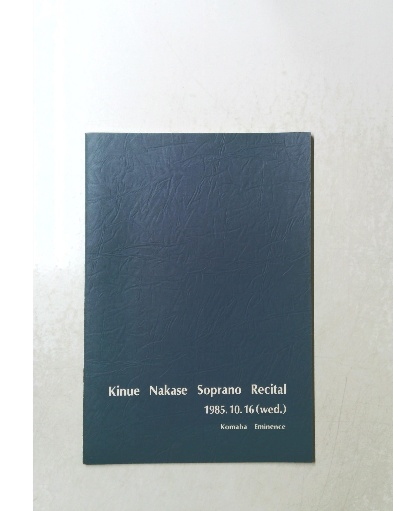 Kinue Nakase Soprano Recital
1985.10.16(wed.)
Komaba Eminence